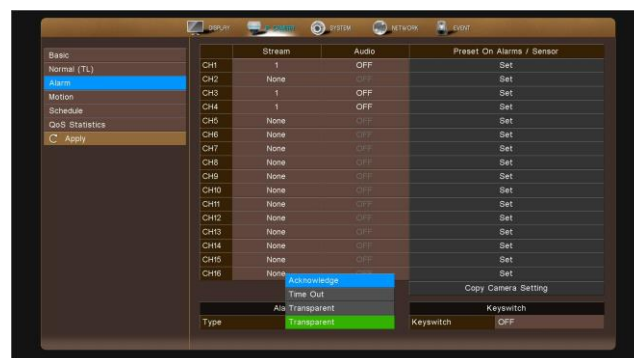 DISPLAY SYSTEM NETWORK EVENT
Basic
Normal (TL)
Alarm
Motion
Schedule
QoS Statistics
Apply
Stream Audio Preset On Alarms / Sensor
CH1 1 OFF Set
CH2 None OFF Set
CH3 1 OFF Set
CH4 1 OFF Set
CH5 None OFF Set
CH6 None OFF Set
CH7 None OFF Set
CH8 None OFF Set
CH9 None OFF Set
CH10 None OFF Set
CH11 None OFF Set
CH12 None OFF Set
CH13 None OFF Set
CH14 None OFF Set
CH15 None OFF Set
CH16 None OFF Set
Acknowledge
Time Out
Copy Camera Setting
Ala Transparent Keyswitch
Type Transparent Keyswitch OFF